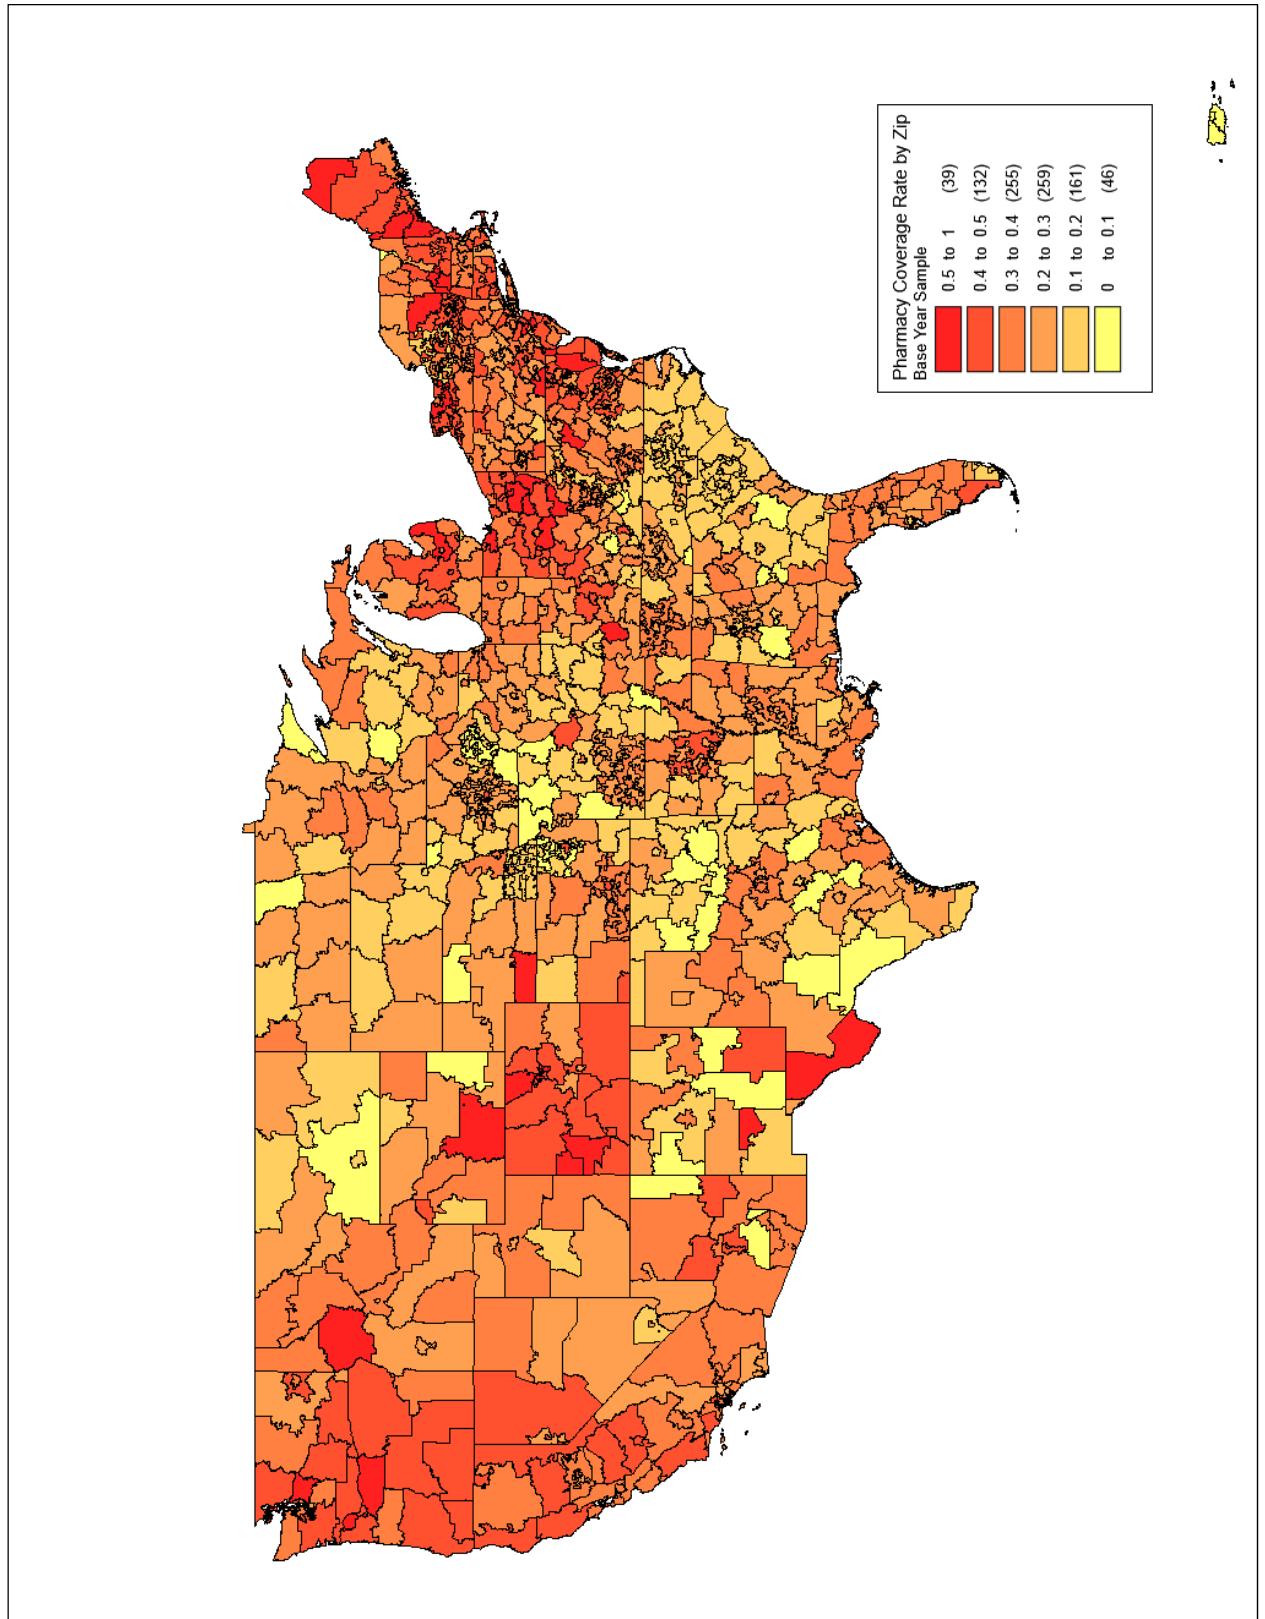 Pharmacy Coverage Rate by Zip
Base Year Sample
0.5 to 1 (39)
0.4 to 0.5 (132)
0.3 to 0.4 (255)
0.2 to 0.3 (259)
0.1 to 0.2 (161)
0 to 0.1 (46)